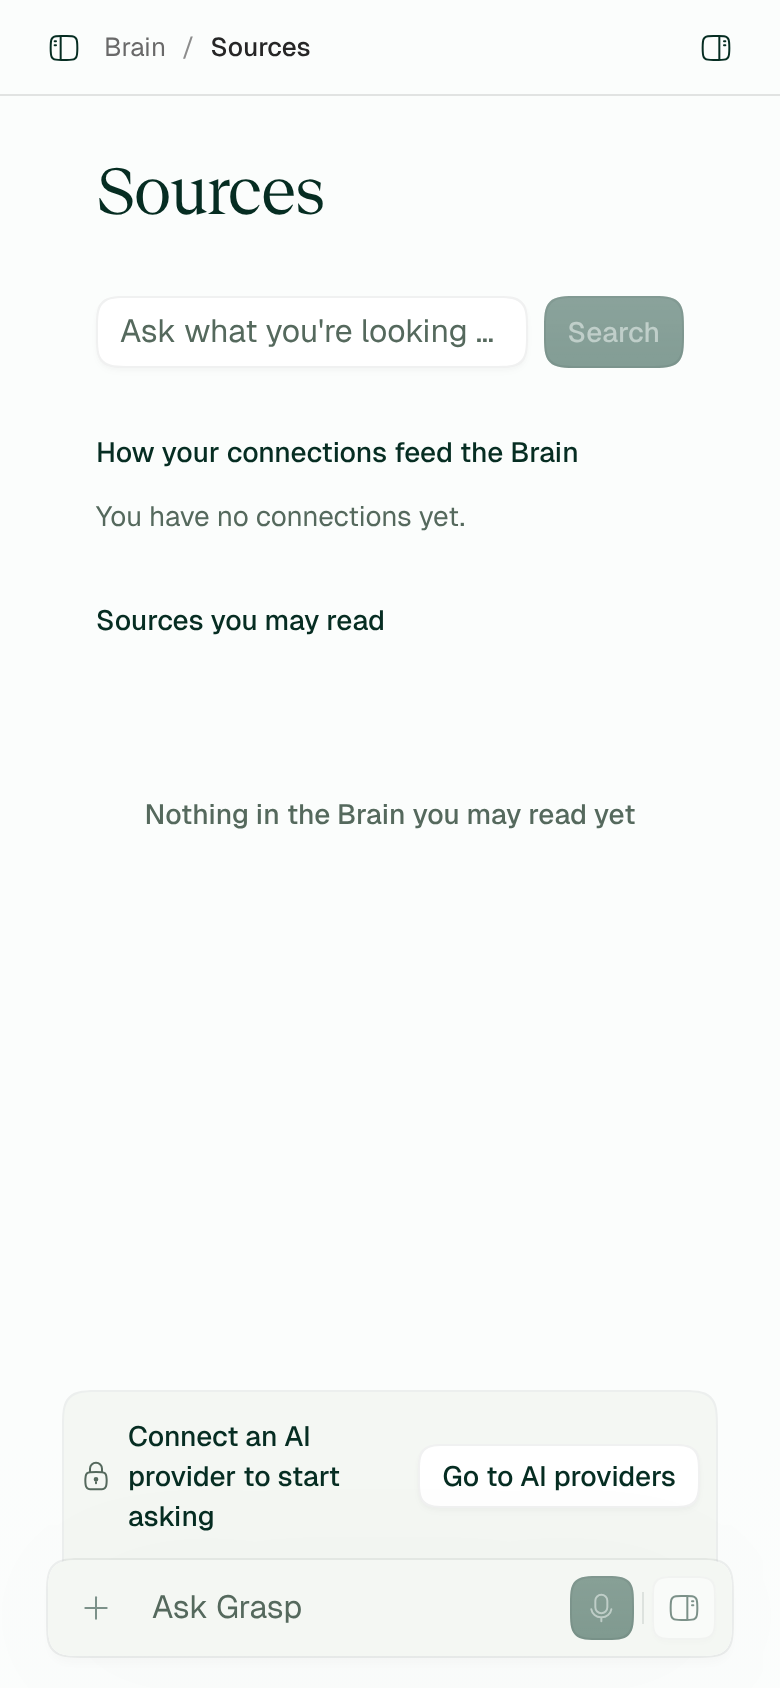 Brain / Sources
Sources
Ask what you're looking ...
Search
How your connections feed the Brain
You have no connections yet.
Sources you may read
Nothing in the Brain you may read yet
Connect an AI
provider to start
asking
Go to AI providers
Ask Grasp